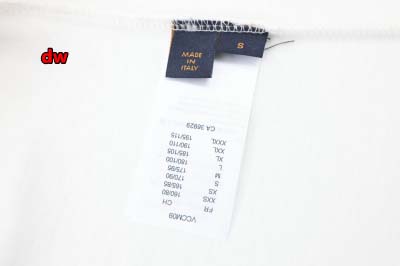 dw
MADE
IN
ITALY
S
VCCM09
FR CH
XXS 160/80
XS 165/85
S 170/90
M 175/95
L 180/100
XL 185/105
XXL 190/110
XXXL 195/115
CA 36929